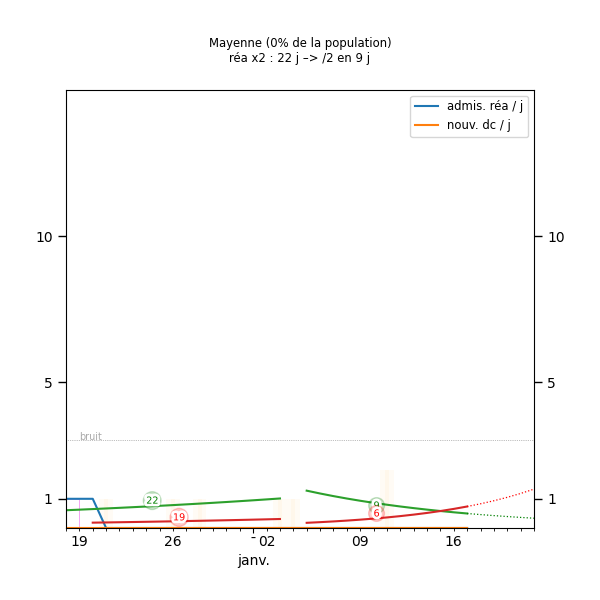 Mayenne (0% de la population)
réa x2 : 22 j –> /2 en 9 j
admis. réa / j
nouv. dc / j
10
10
5
5
bruit
1
1
22
19
9
6
19
26
- 02
09
16
janv.